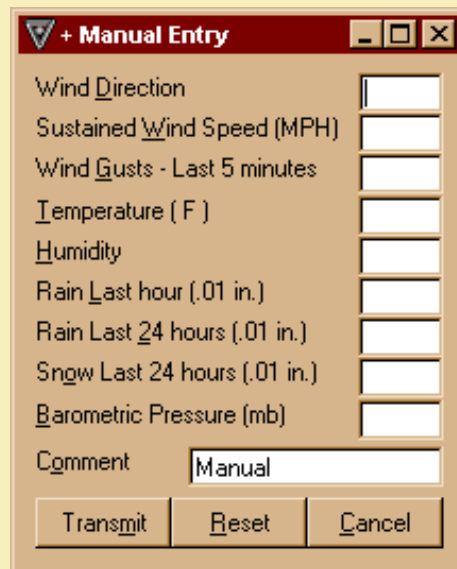 + Manual Entry
Wind Direction
Sustained Wind Speed (MPH)
Wind Gusts - Last 5 minutes
Temperature ( F )
Humidity
Rain Last hour (.01 in.)
Rain Last 24 hours (.01 in.)
Snow Last 24 hours (.01 in.)
Barometric Pressure (mb)
Comment Manual
Transmit Reset Cancel